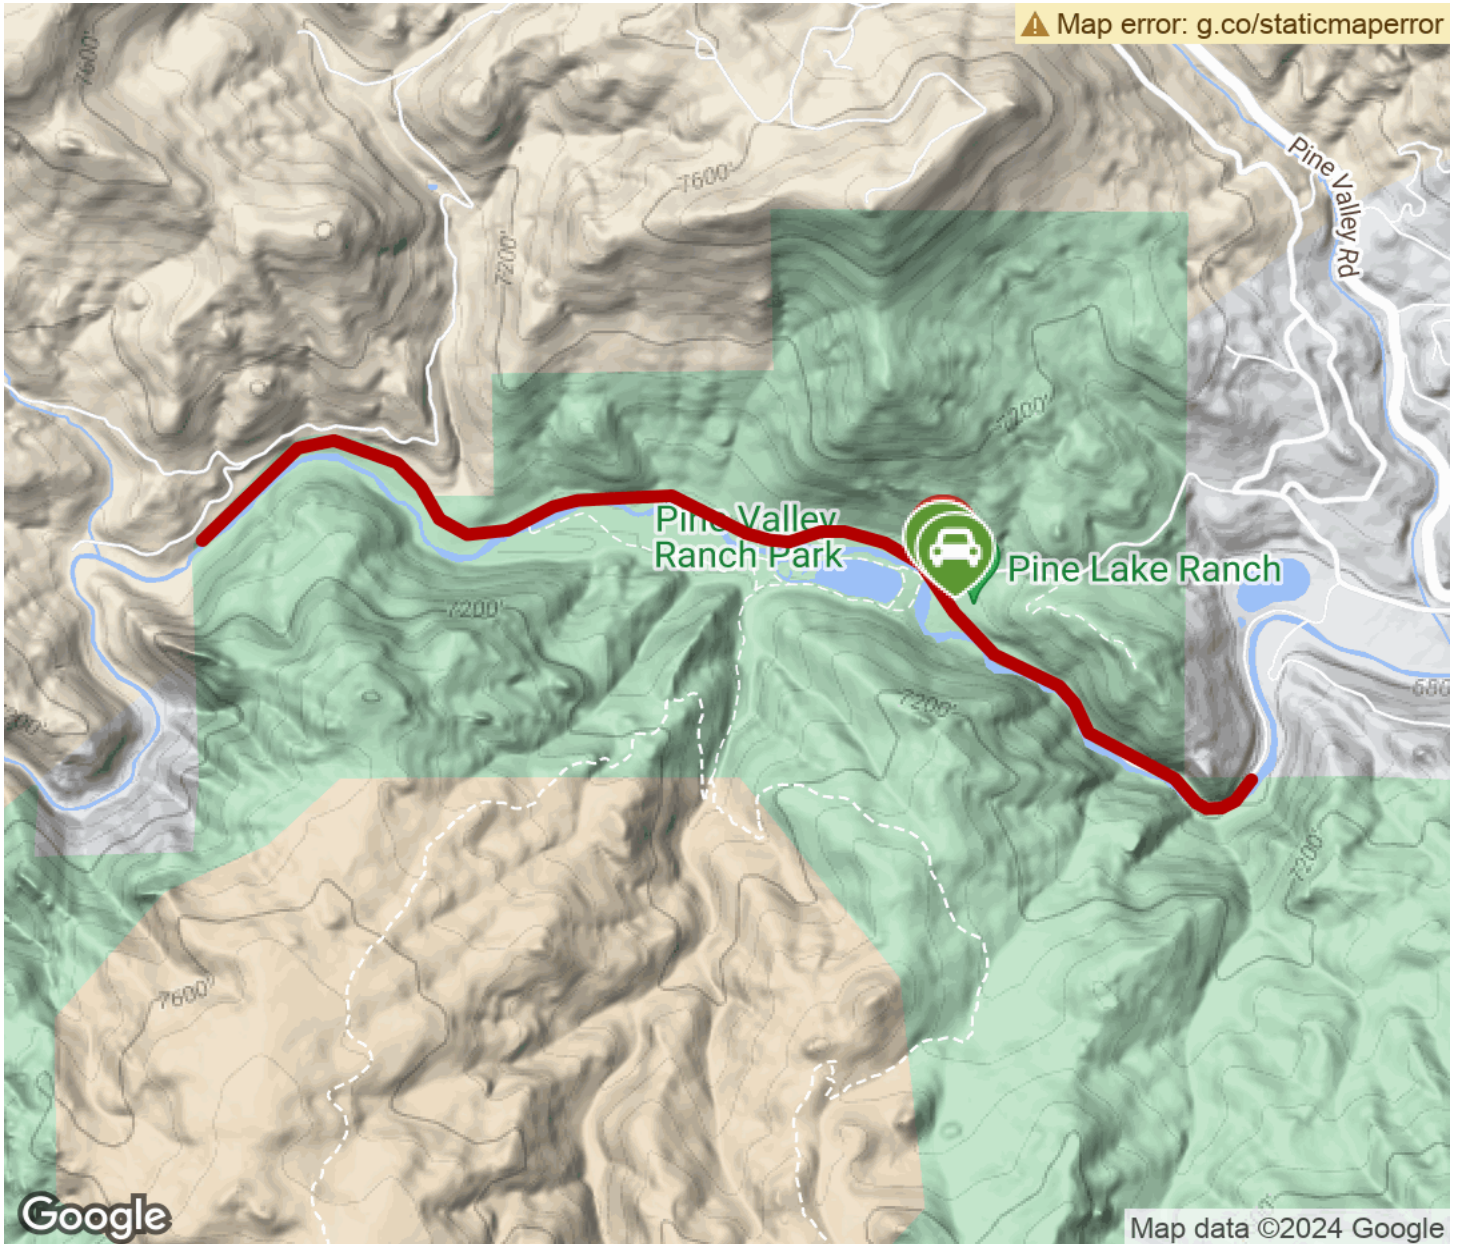 Map error: g.co/staticmaperror
7600'
Pine Valley Rd
7600'
7200'
7200'
Pine Valley
Ranch Park
Pine Lake Ranch
7200'
7200'
7200'
7600'
Google
Map data ©2024 Google